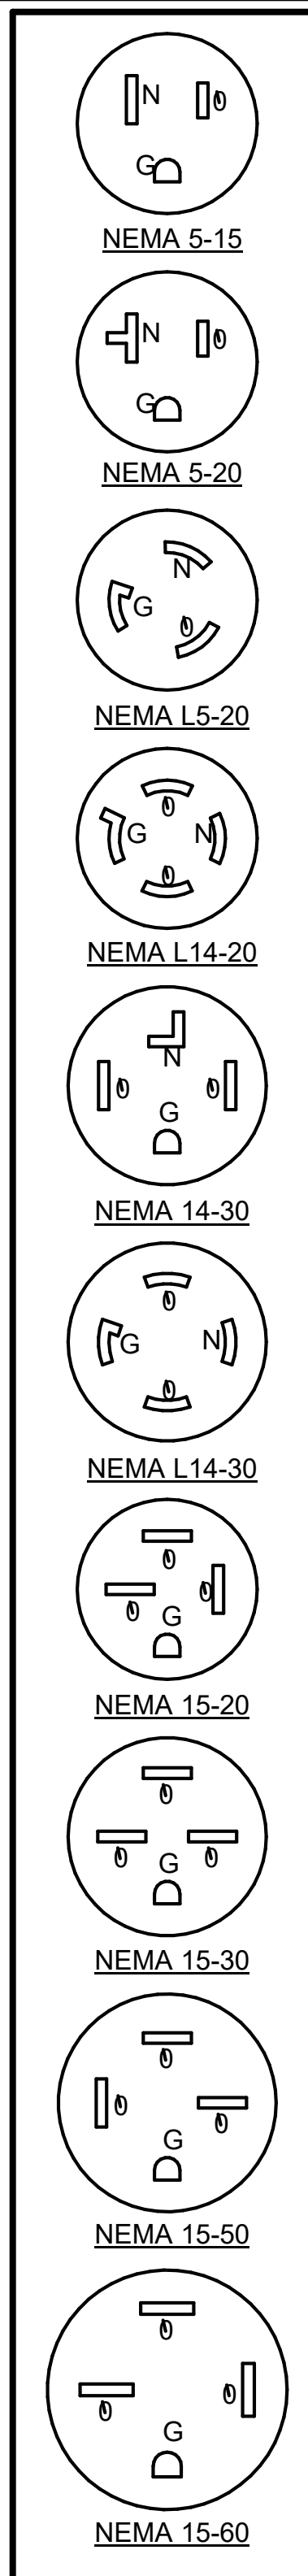 N Ø
G
NEMA 5-15
N Ø
G
NEMA 5-20
N
G
Ø
NEMA L5-20
Ø
G N
Ø
NEMA L14-20
N
Ø Ø
G
NEMA 14-30
Ø
G N
Ø
NEMA L14-30
Ø
Ø Ø
G
NEMA 15-20
Ø
Ø Ø
G
NEMA 15-30
Ø
Ø Ø
G
NEMA 15-50
Ø
Ø Ø
G
NEMA 15-60